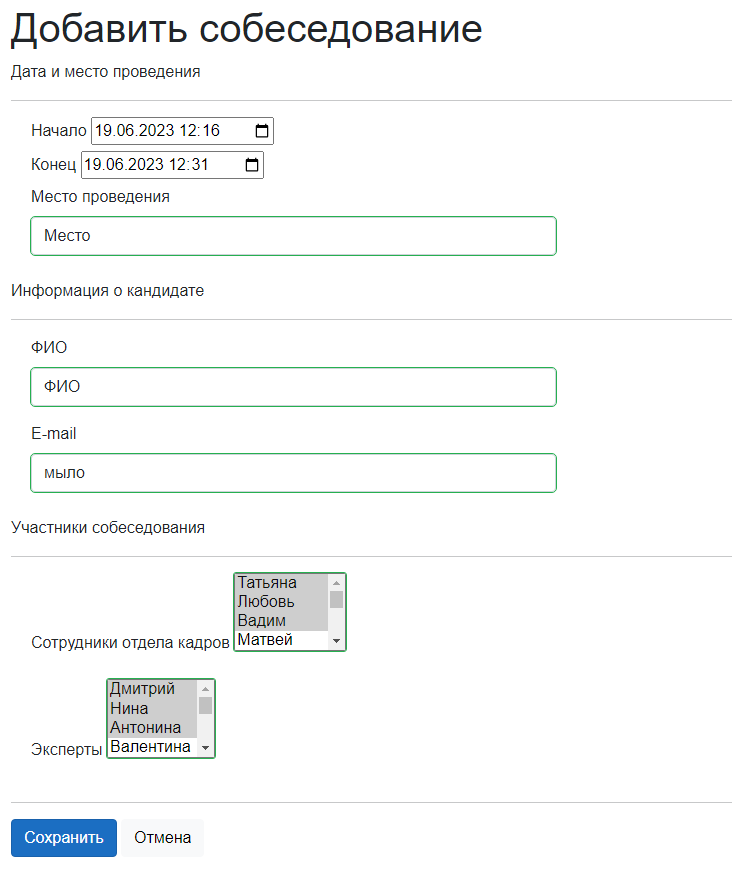 Добавить собеседование
Дата и место проведения
Начало 19.06.2023 12:16
Конец 19.06.2023 12:31
Место проведения
Место
Информация о кандидате
ФИО
ФИО
E-mail
мыло
Участники собеседования
Татьяна
Любовь
Вадим
Сотрудники отдела кадров Матвей
Дмитрий
Нина
Антонина
Эксперты Валентина
Сохранить Отмена